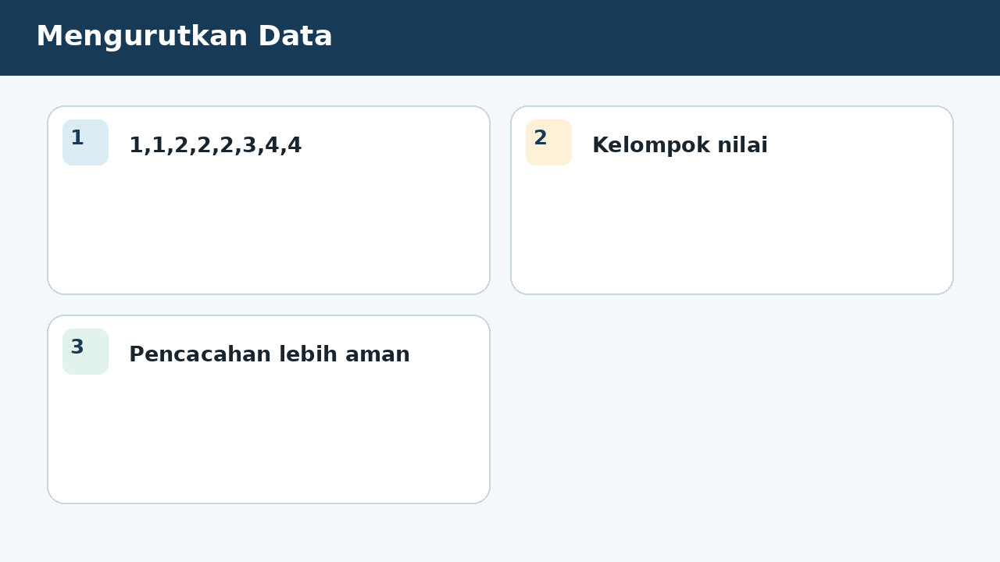 Mengurutkan Data
1
1,1,2,2,2,3,4,4
2
Kelompok nilai
3
Pencacahan lebih aman